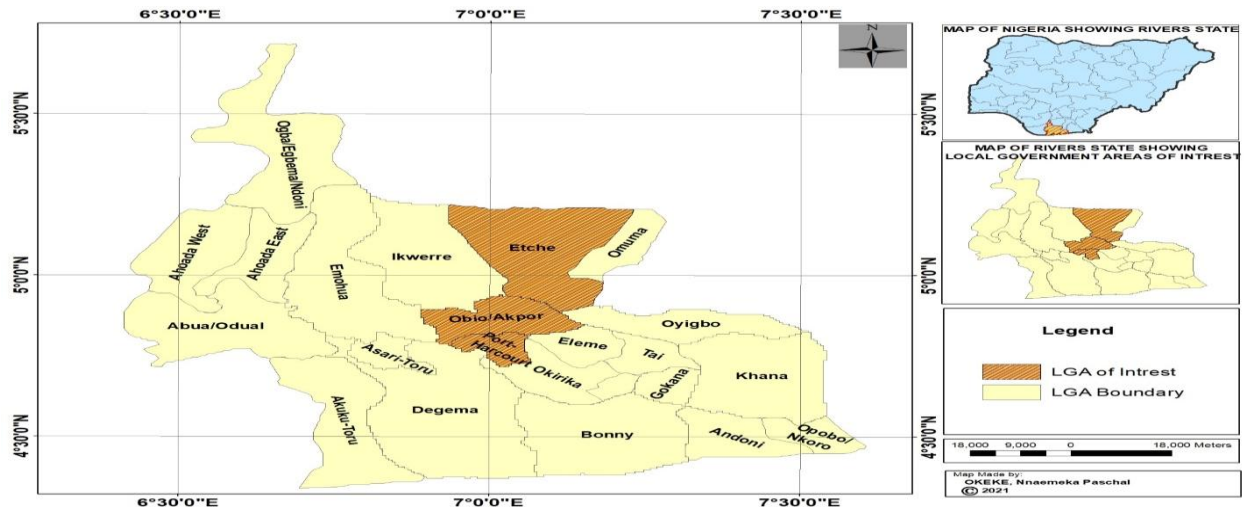 6°30'0"E
7°0'0"E
7°30'0"E
5°30'0"N
5°0'0"N
4°30'0"N
5°30'0"N
5°0'0"N
4°30'0"N
6°30'0"E
7°0'0"E
7°30'0"E
N
Ogba/Egbema/Ndoni
Ahoada West
Ahoada East
Emohua
Ikwerre
Etche
Omuma
Abua/Odual
Obio/Akpor
Oyigbo
Port-
Harcourt
Eleme
Tai
Asari-Toru
Okirika
Gokana
Khana
Akuku-Toru
Degema
Bonny
Andoni
Opobo/
Nkoro
MAP OF NIGERIA SHOWING RIVERS STATE
MAP OF RIVERS STATE SHOWING
LOCAL GOVERNMENT AREAS OF INTREST
Legend
LGA of Intrest
LGA Boundary
18,000 9,000 0 18,000 Meters
Map Made by:
OKEKE, Nnaemeka Paschal
© 2021